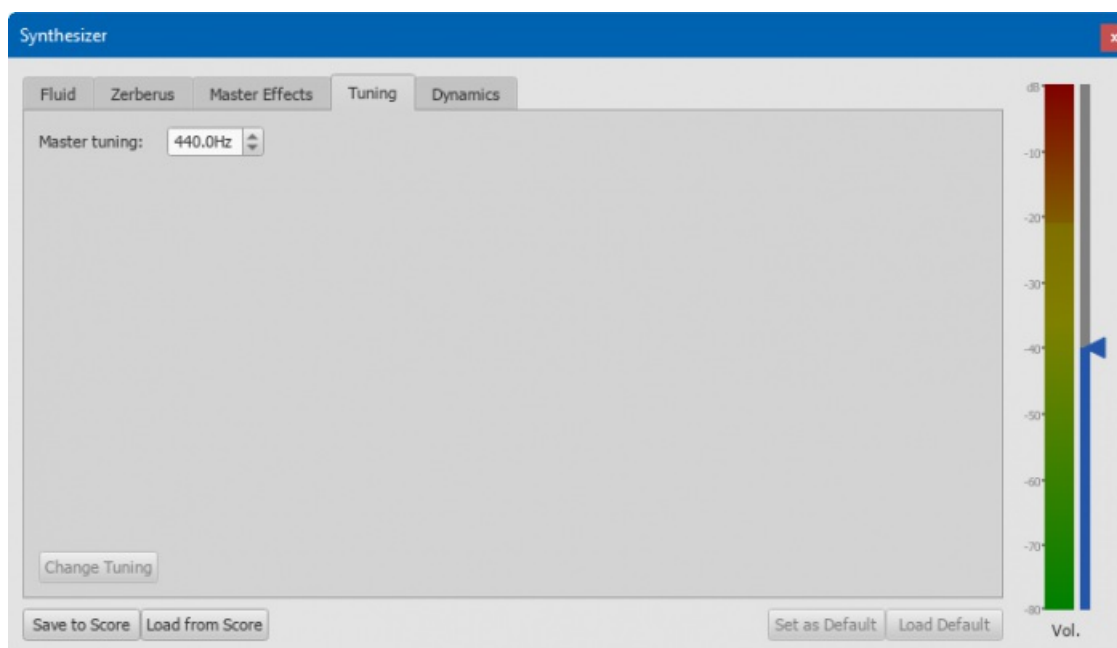 Synthesizer
x
Fluid Zerberus Master Effects Tuning Dynamics
Master tuning: 440.0Hz
Change Tuning
Save to Score Load from Score Set as Default Load Default
dB
-10
-20
-30
-40
-50
-60
-70
-80
Vol.